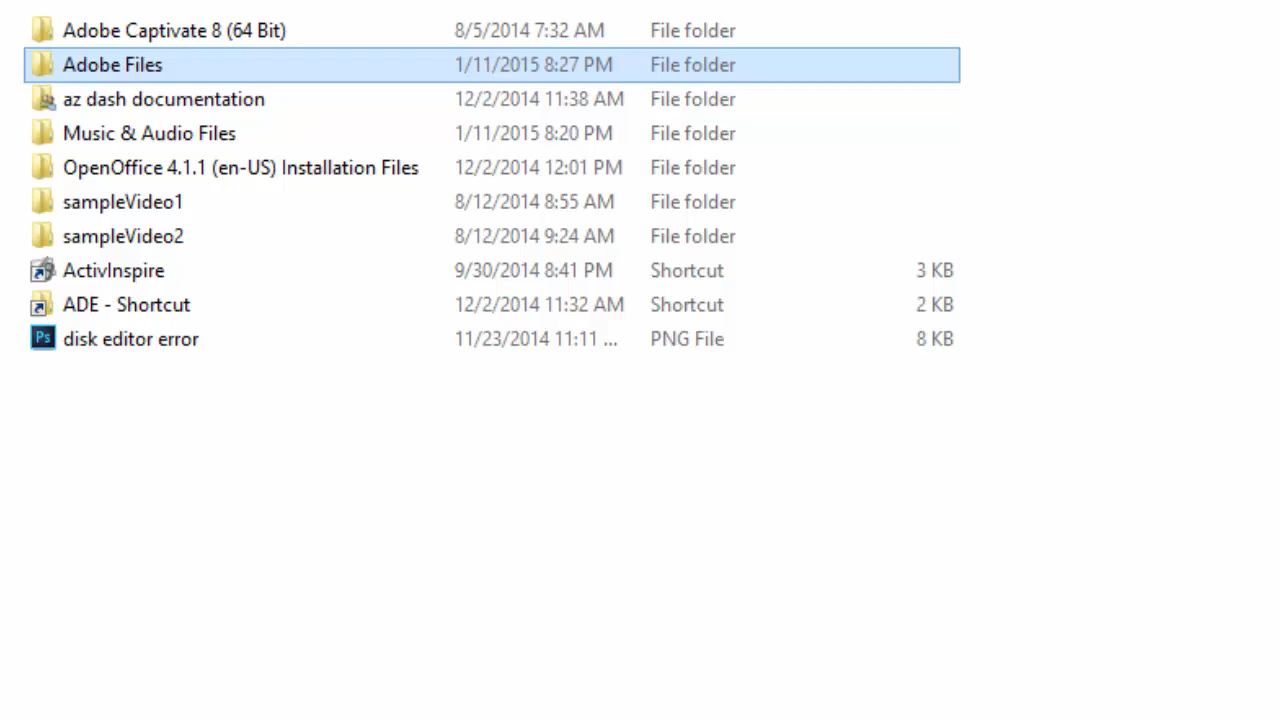 Adobe Captivate 8 (64 Bit) 8/5/2014 7:32 AM File folder
Adobe Files 1/11/2015 8:27 PM File folder
az dash documentation 12/2/2014 11:38 AM File folder
Music & Audio Files 1/11/2015 8:20 PM File folder
OpenOffice 4.1.1 (en-US) Installation Files 12/2/2014 12:01 PM File folder
sampleVideo1 8/12/2014 8:55 AM File folder
sampleVideo2 8/12/2014 9:24 AM File folder
ActivInspire 9/30/2014 8:41 PM Shortcut 3 KB
ADE - Shortcut 12/2/2014 11:32 AM Shortcut 2 KB
Ps disk editor error 11/23/2014 11:11 ... PNG File 8 KB